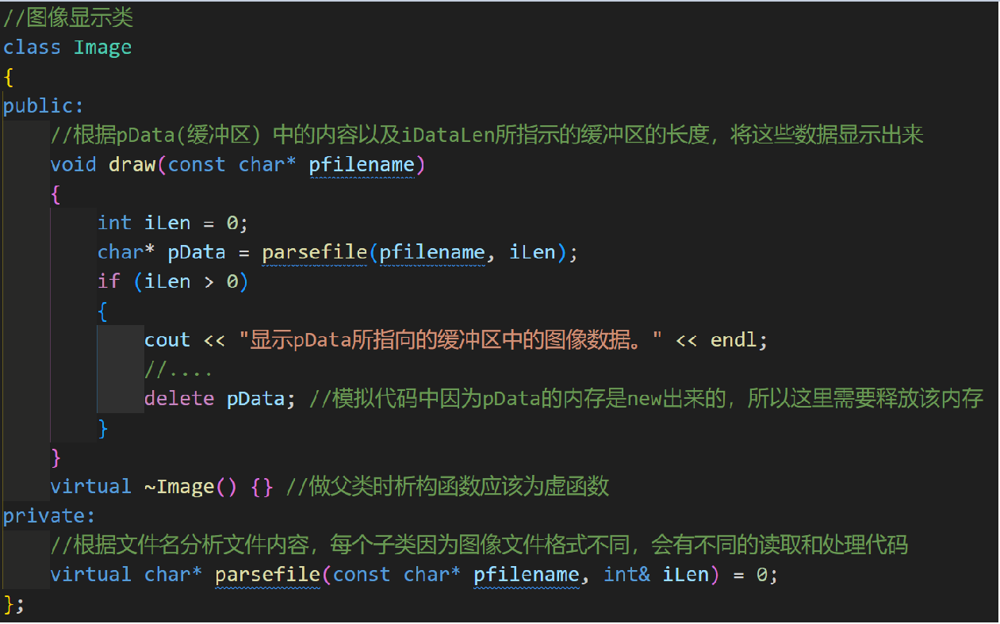 //图像显示类
class Image
{
public:
    //根据pData(缓冲区）中的内容以及iDataLen所指示的缓冲区的长度，将这些数据显示出来
    void draw(const char* pfilename)
    {
        int iLen = 0;
        char* pData = parsefile(pfilename, iLen);
        if (iLen > 0)
        {
            cout << "显示pData所指向的缓冲区中的图像数据。" << endl;
            //....
            delete pData; //模拟代码中因为pData的内存是new出来的，所以这里需要释放该内存
        }
    }
    virtual ~Image() {} //做父类时析构函数应该为虚函数
private:
    //根据文件名分析文件内容，每个子类因为图像文件格式不同，会有不同的读取和处理代码
    virtual char* parsefile(const char* pfilename, int& iLen) = 0;
};